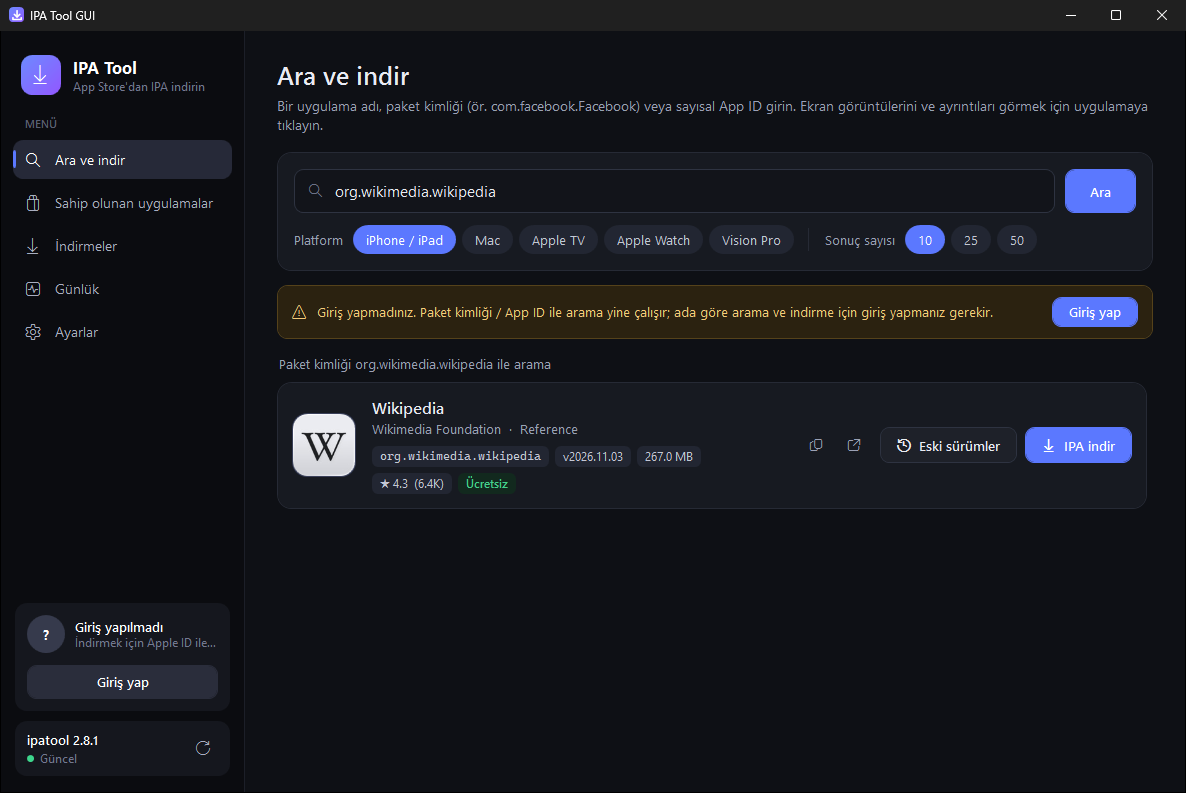 IPA Tool GUI
IPA Tool
App Store'dan IPA indirin
MENÜ
Ara ve indir
Sahip olunan uygulamalar
İndirmeler
Günlük
Ayarlar
?
Giriş yapılmadı
İndirmek için Apple ID ile...
Giriş yap
ipatool 2.8.1
Güncel
Ara ve indir
Bir uygulama adı, paket kimliği (ör. com.facebook.Facebook) veya sayısal App ID girin. Ekran görüntülerini ve ayrıntıları görmek için uygulamaya
tıklayın.
org.wikimedia.wikipedia
Ara
Platform iPhone / iPad Mac Apple TV Apple Watch Vision Pro Sonuç sayısı 10 25 50
Giriş yapmadınız. Paket kimliği / App ID ile arama yine çalışır; ada göre arama ve indirme için giriş yapmanız gerekir.
Giriş yap
Paket kimliği org.wikimedia.wikipedia ile arama
W
Wikipedia
Wikimedia Foundation · Reference
org.wikimedia.wikipedia v2026.11.03 267.0 MB
★ 4.3 (6.4K) Ücretsiz
Eski sürümler
IPA indir